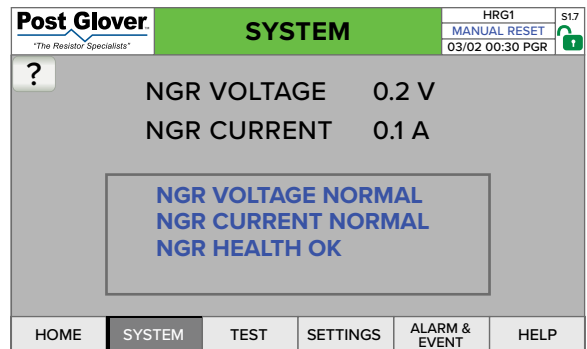 Post Glover.
"The Resistor Specialists"
SYSTEM
HRG1
MANUAL RESET
03/02 00:30 PGR
S1.7
?
NGR VOLTAGE 0.2 V
NGR CURRENT 0.1 A
NGR VOLTAGE NORMAL
NGR CURRENT NORMAL
NGR HEALTH OK
HOME
SYSTEM
TEST
SETTINGS
ALARM &
EVENT
HELP